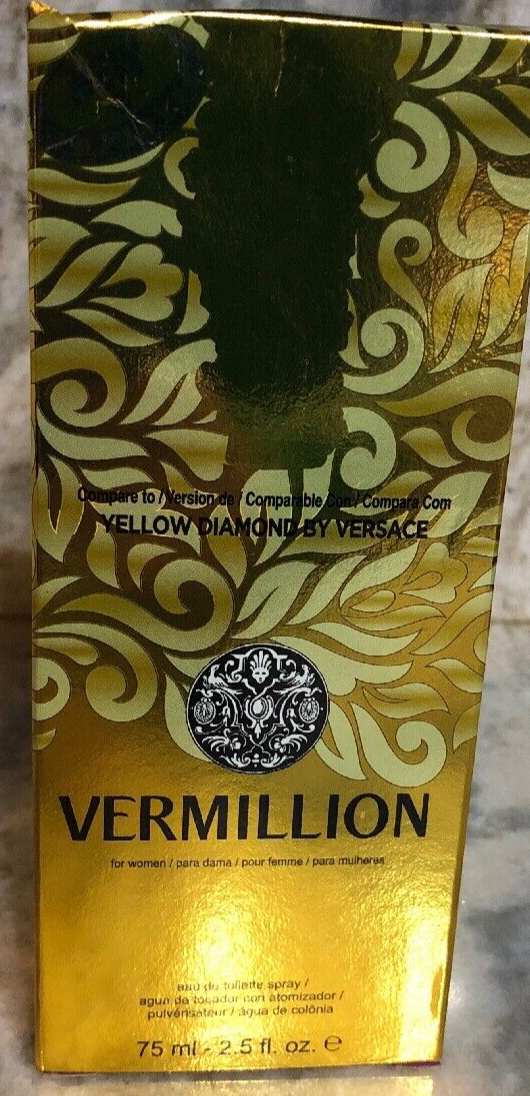 Compare to / Version de / Comparable Con / Compara Com
YELLOW DIAMOND BY VERSACE
VERMILLION
for women / para dama / pour femme / para mulheres
eau de toilette spray /
agua de tocador con atomizador /
pulvérisateur / água de colônia
75 ml - 2.5 fl. oz. ℮